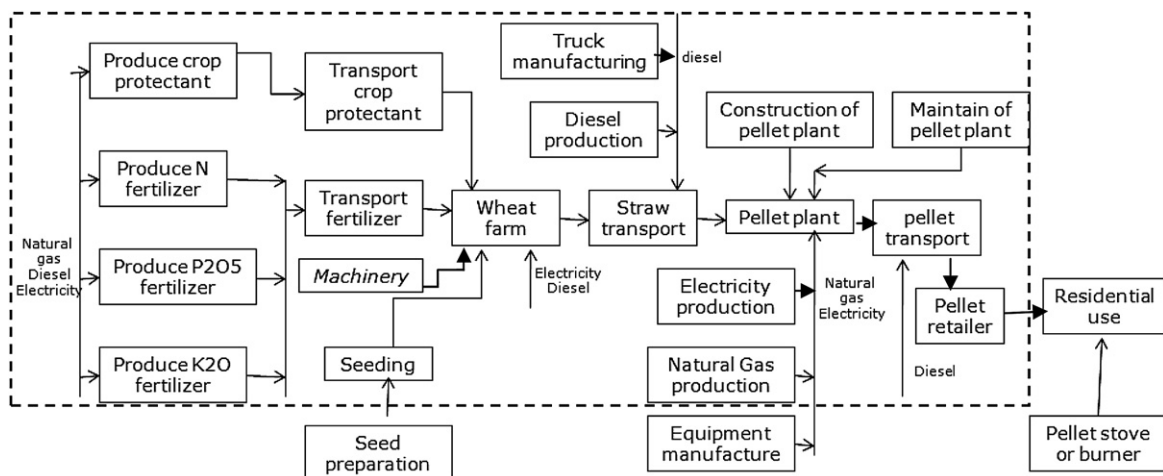 Produce crop
protectant
Transport
crop
protectant
Truck
manufacturing
diesel
Diesel
production
Construction of
pellet plant
Maintain of
pellet plant
Produce N
fertilizer
Transport
fertilizer
Wheat
farm
Straw
transport
Pellet plant
pellet
transport
Natural
gas
Diesel
Electricity
Produce P2O5
fertilizer
Machinery
Electricity
Diesel
Electricity
production
Natural
gas
Electricity
Pellet
retailer
Residential
use
Produce K2O
fertilizer
Seeding
Natural Gas
production
Diesel
Seed
preparation
Equipment
manufacture
Pellet stove
or burner